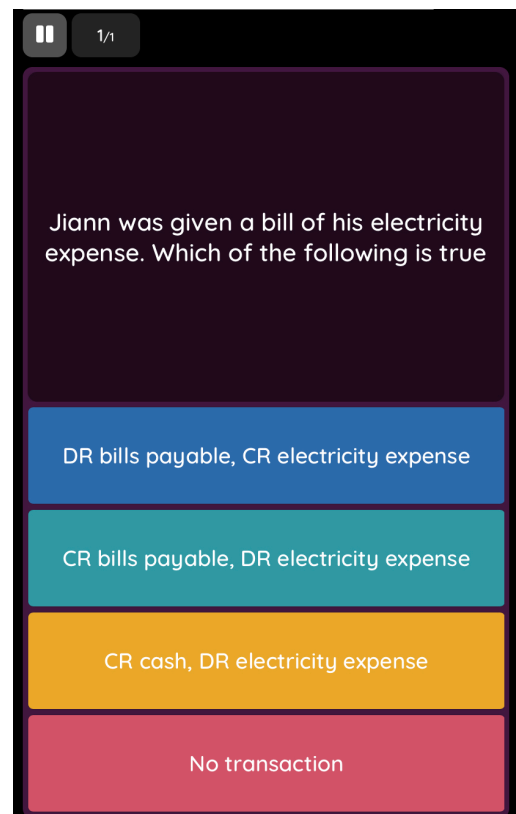 1/1
Jiann was given a bill of his electricity
expense. Which of the following is true
DR bills payable, CR electricity expense
CR bills payable, DR electricity expense
CR cash, DR electricity expense
No transaction